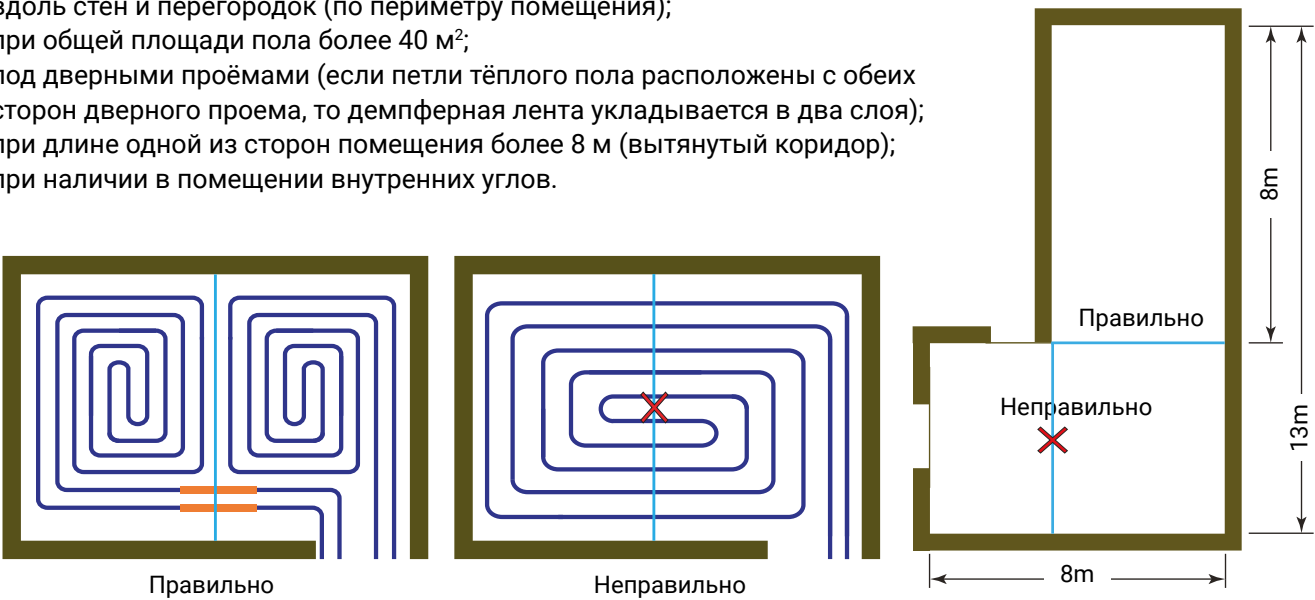 вдоль стен и перегородок (по периметру помещения);
при общей площади пола более 40 м²;
под дверными проёмами (если петли тёплого пола расположены с обеих
сторон дверного проема, то демпферная лента укладывается в два слоя);
при длине одной из сторон помещения более 8 м (вытянутый коридор);
при наличии в помещении внутренних углов.
Правильно
Неправильно
Правильно
Неправильно
8m
13m
8m